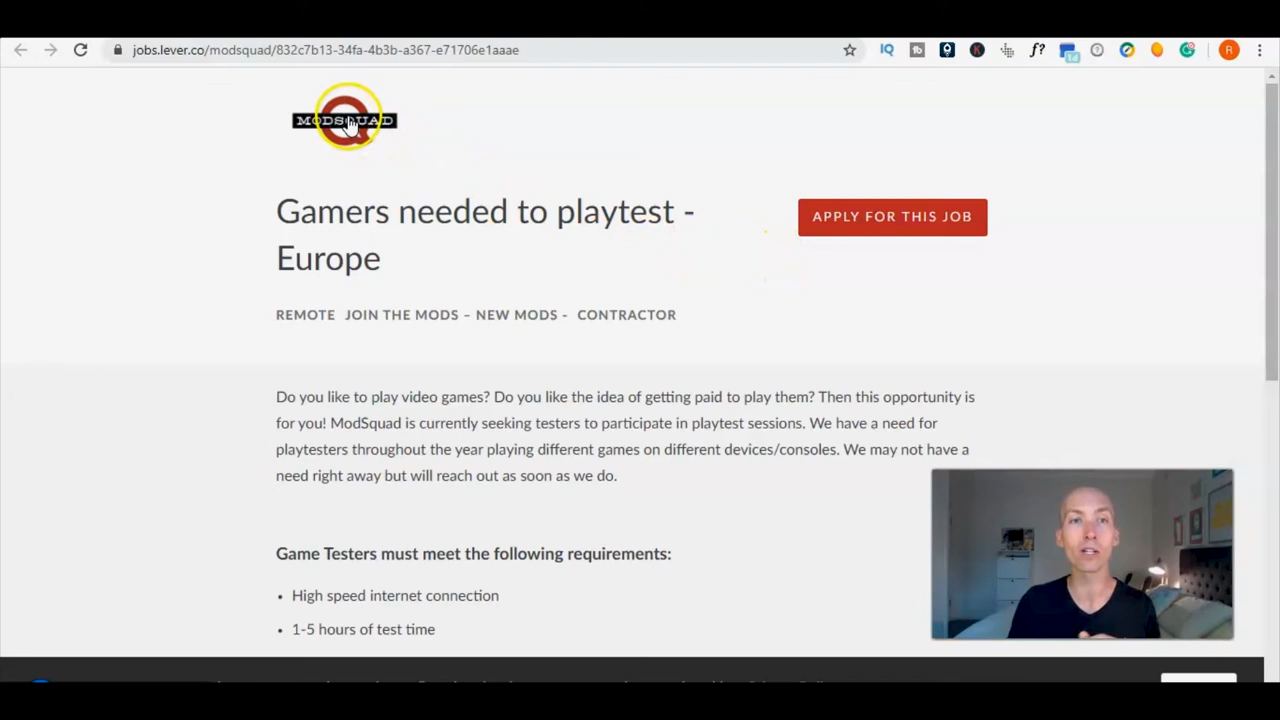 jobs.lever.co/modsquad/832c7b13-34fa-4b3b-a367-e71706e1aaae
IQ
f?
1d
R
MODSQUAD
Gamers needed to playtest -
Europe
APPLY FOR THIS JOB
REMOTE JOIN THE MODS – NEW MODS - CONTRACTOR
Do you like to play video games? Do you like the idea of getting paid to play them? Then this opportunity is
for you! ModSquad is currently seeking testers to participate in playtest sessions. We have a need for
playtesters throughout the year playing different games on different devices/consoles. We may not have a
need right away but will reach out as soon as we do.
Game Testers must meet the following requirements:
• High speed internet connection
• 1-5 hours of test time